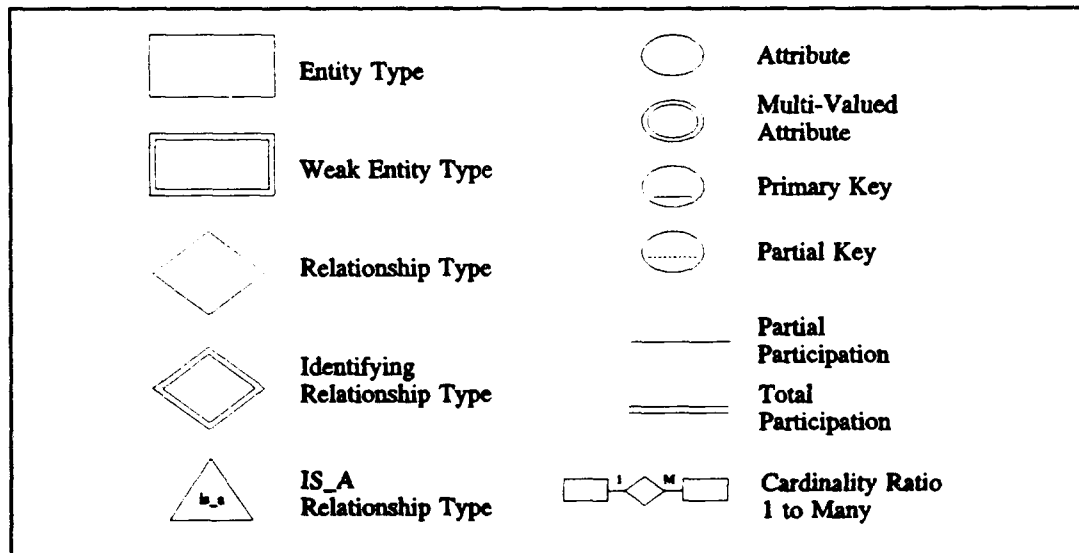 Entity Type
Weak Entity Type
Relationship Type
Identifying
Relationship Type
is_a
IS_A
Relationship Type
Attribute
Multi-Valued
Attribute
Primary Key
Partial Key
Partial
Participation
Total
Participation
1 M
Cardinality Ratio
1 to Many